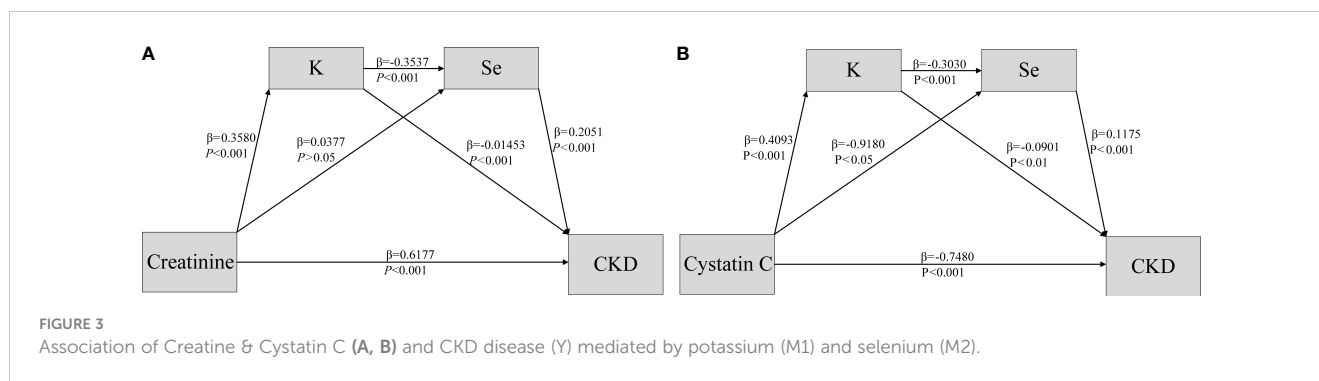 A
K
β=-0.3537
P<0.001
Se
β=0.3580
P<0.001
β=0.0377
P>0.05
β=-0.01453
P<0.001
β=0.2051
P<0.001
Creatinine
β=0.6177
P<0.001
CKD
B
K
β=-0.3030
P<0.001
Se
β=0.4093
P<0.001
β=-0.9180
P<0.05
β=-0.0901
P<0.01
β=0.1175
P<0.001
Cystatin C
β=-0.7480
P<0.001
CKD
FIGURE 3
Association of Creatine & Cystatin C (A, B) and CKD disease (Y) mediated by potassium (M1) and selenium (M2).